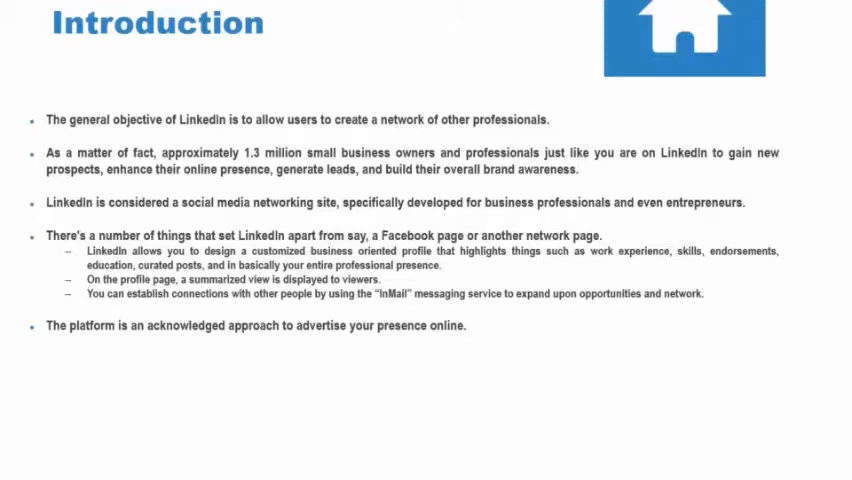 Introduction
• The general objective of LinkedIn is to allow users to create a network of other professionals.
• As a matter of fact, approximately 1.3 million small business owners and professionals just like you are on LinkedIn to gain new
prospects, enhance their online presence, generate leads, and build their overall brand awareness.
• LinkedIn is considered a social media networking site, specifically developed for business professionals and even entrepreneurs.
• There's a number of things that set LinkedIn apart from say, a Facebook page or another network page.
– LinkedIn allows you to design a customized business oriented profile that highlights things such as work experience, skills, endorsements,
education, curated posts, and in basically your entire professional presence.
– On the profile page, a summarized view is displayed to viewers.
– You can establish connections with other people by using the “InMail” messaging service to expand upon opportunities and network.
• The platform is an acknowledged approach to advertise your presence online.